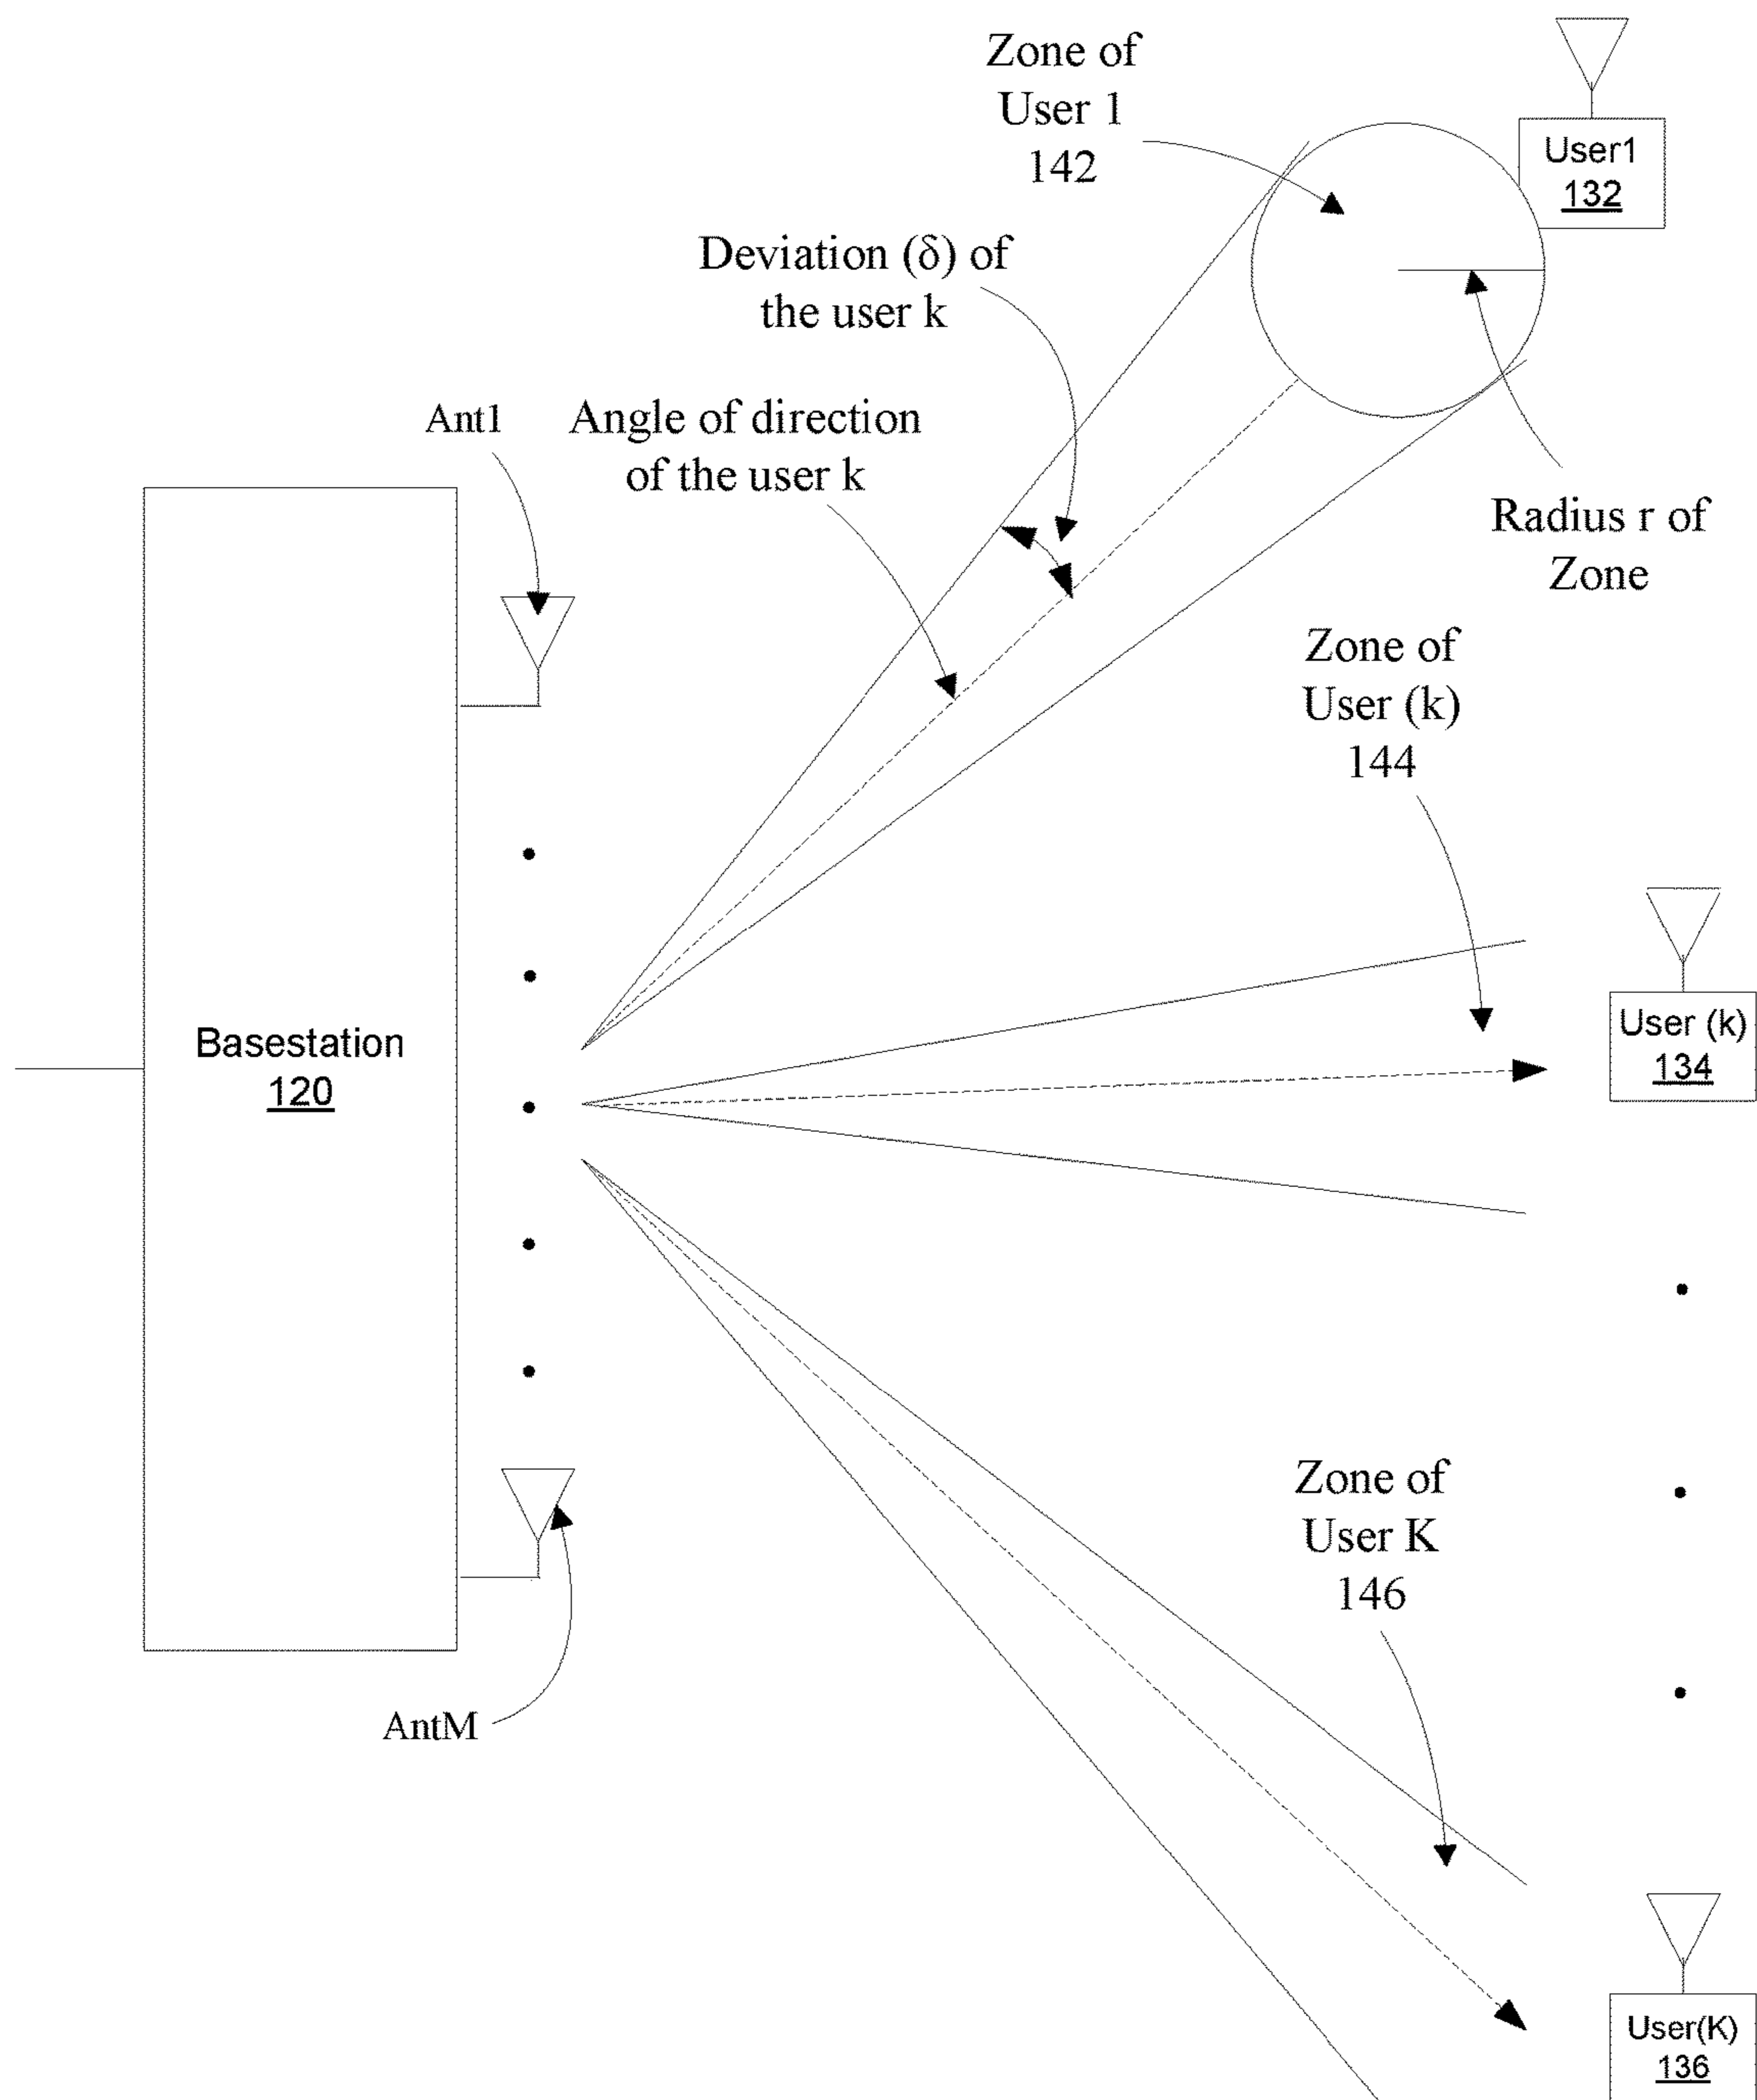 Zone of
User 1
142
User1
132
Deviation (δ) of
the user k
Ant1
Angle of direction
of the user k
Radius r of
Zone
Zone of
User (k)
144
Basestation
120
User (k)
134
Zone of
User K
146
AntM
User(K)
136